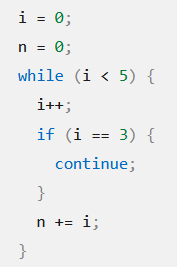 i = 0;
n = 0;
while (i < 5) {
  i++;
  if (i == 3) {
    continue;
  }
  n += i;
}